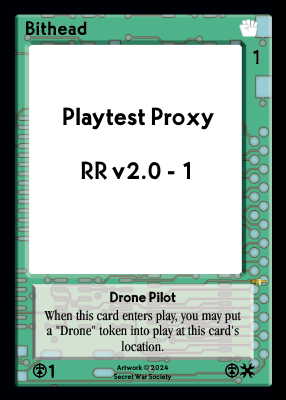 Bithead
1
Playtest Proxy
RR v2.0 - 1
Drone Pilot
When this card enters play, you may put
a "Drone" token into play at this card's
location.
1
Artwork © 2024
Secret War Society